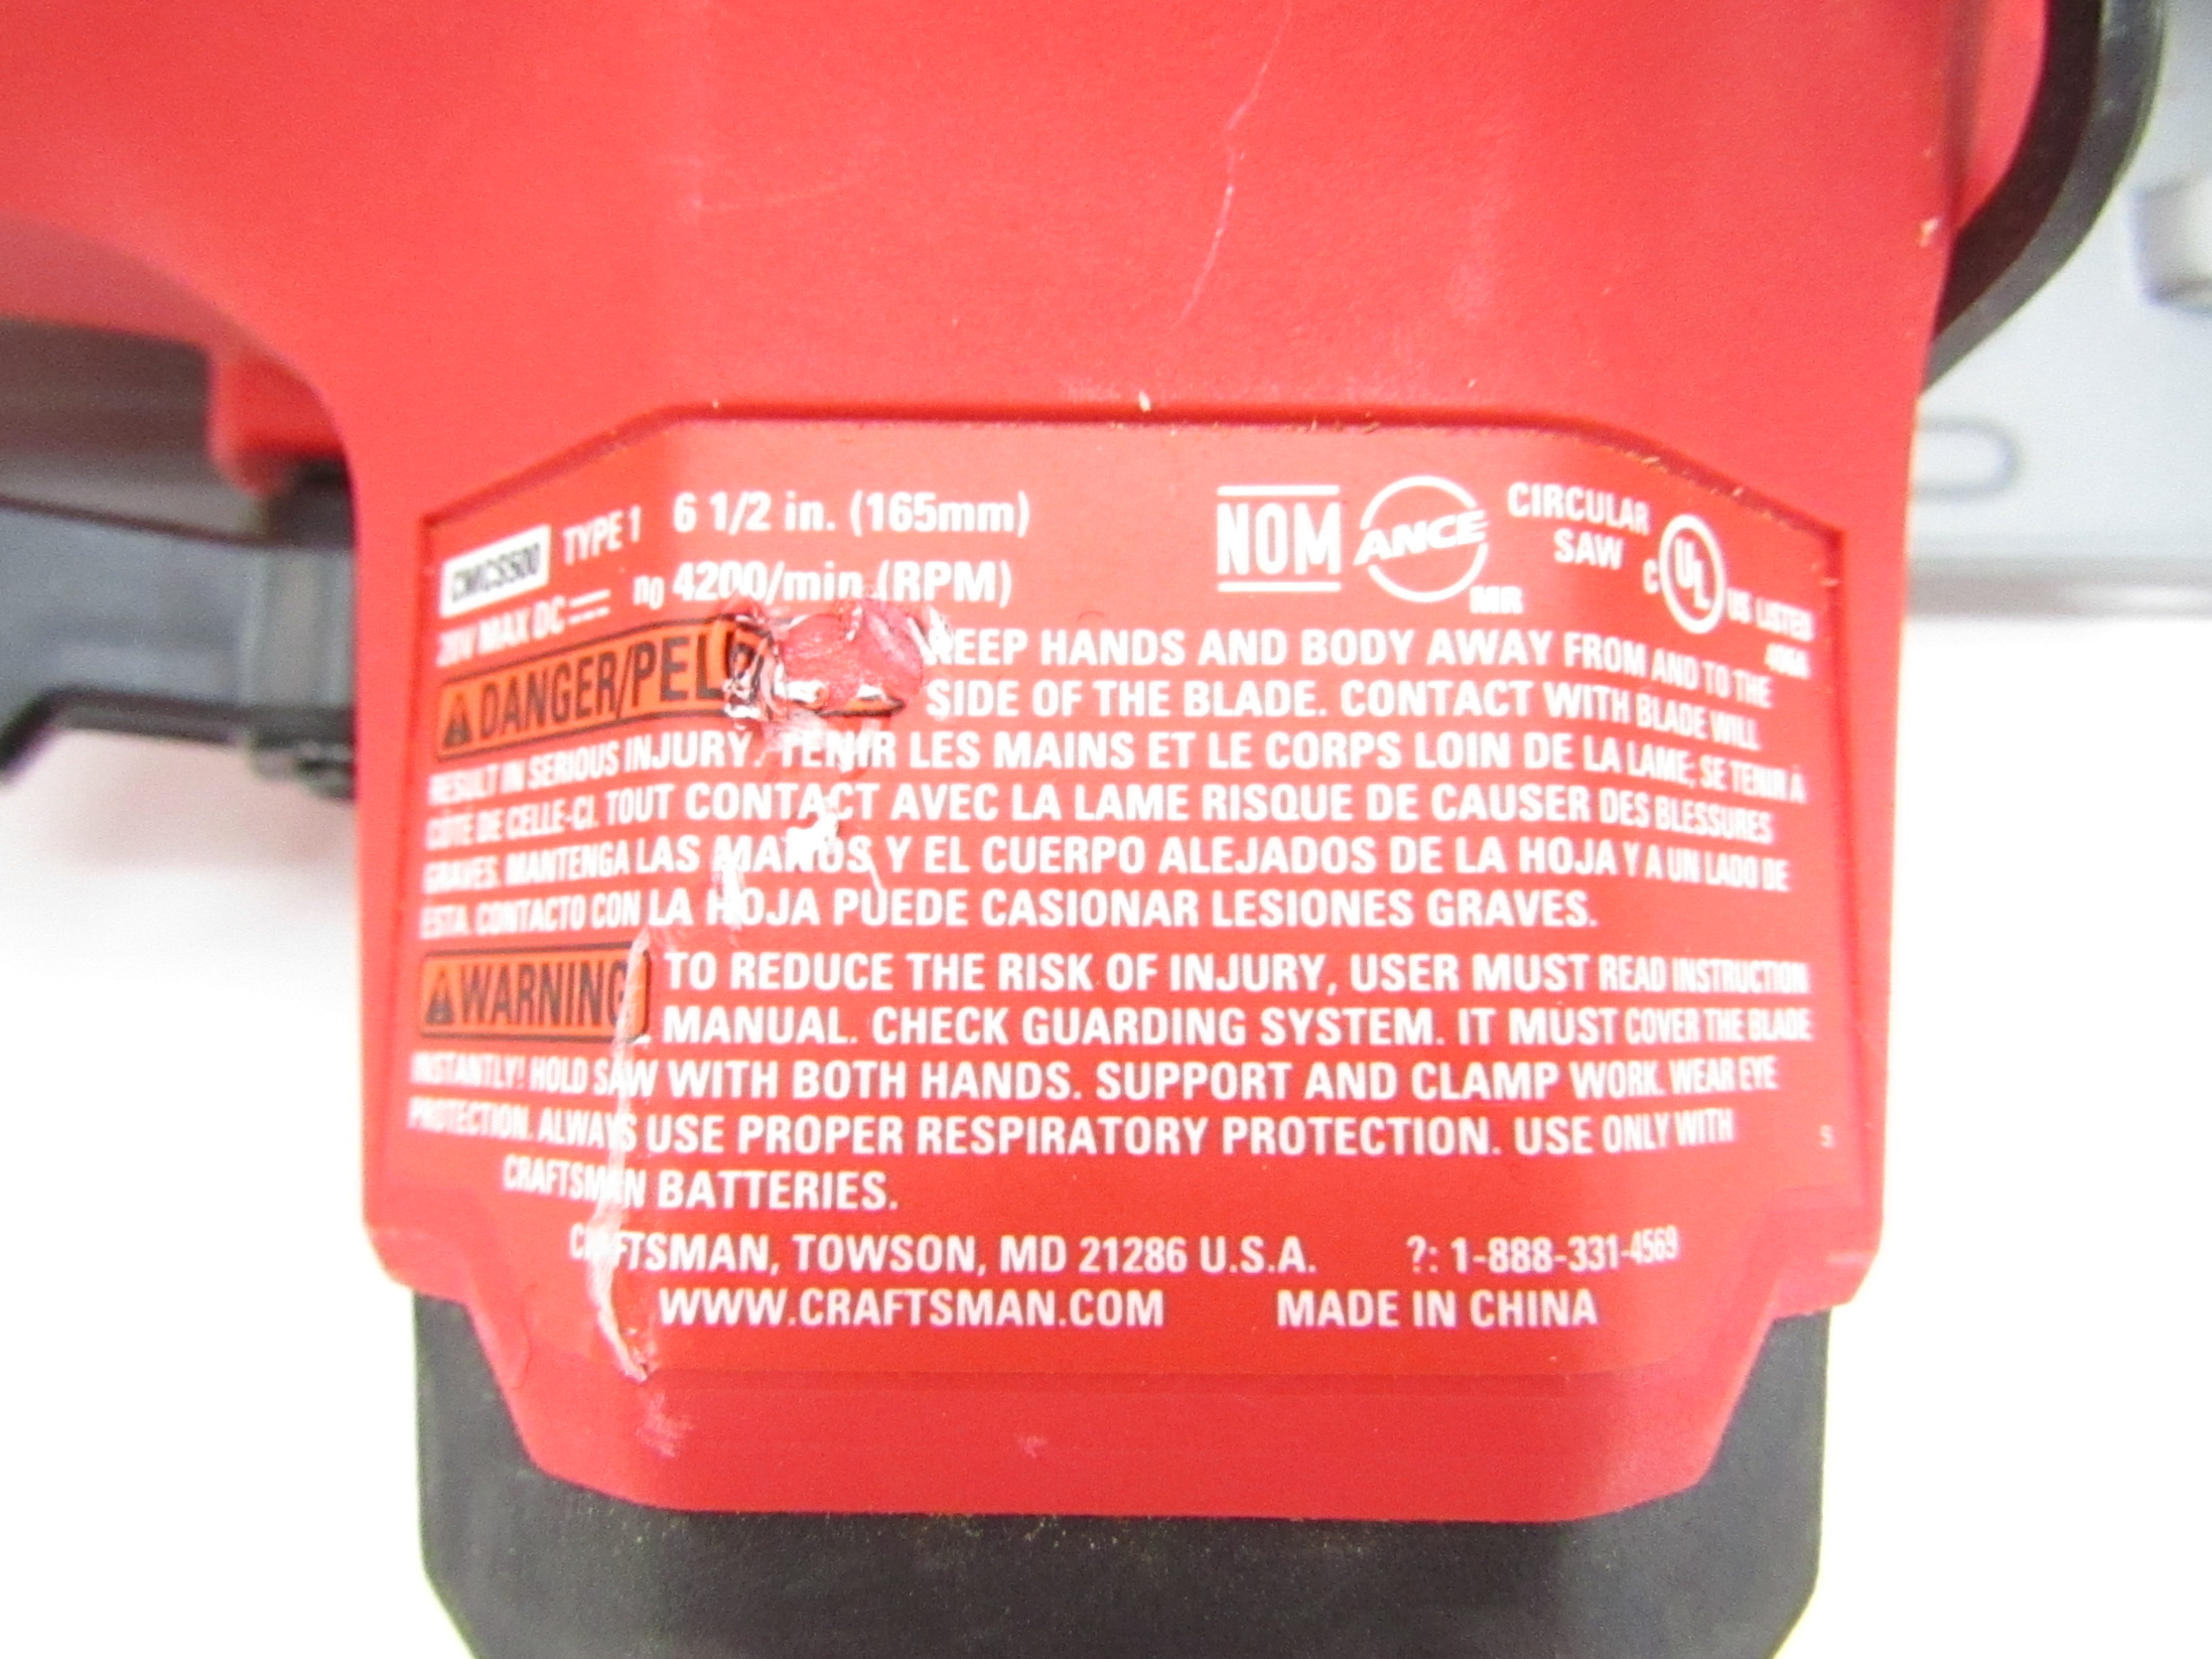 CMCS500 TYPE 1 6 1/2 in. (165mm)
20V MAX DC n0 4200/min (RPM)
NOM ANCE MR
CIRCULAR
SAW
C UL US LISTED
DANGER/PEL KEEP HANDS AND BODY AWAY FROM AND TO THE
SIDE OF THE BLADE. CONTACT WITH BLADE WILL
RESULT IN SERIOUS INJURY. TENIR LES MAINS ET LE CORPS LOIN DE LA LAME; SE TENIR À
CÔTÉ DE CELLE-CI. TOUT CONTACT AVEC LA LAME RISQUE DE CAUSER DES BLESSURES
GRAVES. MANTENGA LAS MANOS Y EL CUERPO ALEJADOS DE LA HOJA Y A UN LADO DE
ESTA. CONTACTO CON LA HOJA PUEDE CASIONAR LESIONES GRAVES.
WARNING TO REDUCE THE RISK OF INJURY, USER MUST READ INSTRUCTION
MANUAL. CHECK GUARDING SYSTEM. IT MUST COVER THE BLADE
INSTANTLY! HOLD SAW WITH BOTH HANDS. SUPPORT AND CLAMP WORK. WEAR EYE
PROTECTION. ALWAYS USE PROPER RESPIRATORY PROTECTION. USE ONLY WITH
CRAFTSMAN BATTERIES.
S
CRAFTSMAN, TOWSON, MD 21286 U.S.A. ?: 1-888-331-4569
WWW.CRAFTSMAN.COM MADE IN CHINA